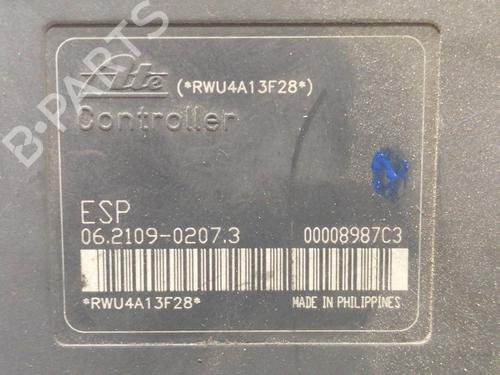 Ate (*RWU4A13F28*)
Controller
ESP
06.2109-0207.3 00008987C3
*RWU4A13F28* MADE IN PHILIPPINES
B-PARTS